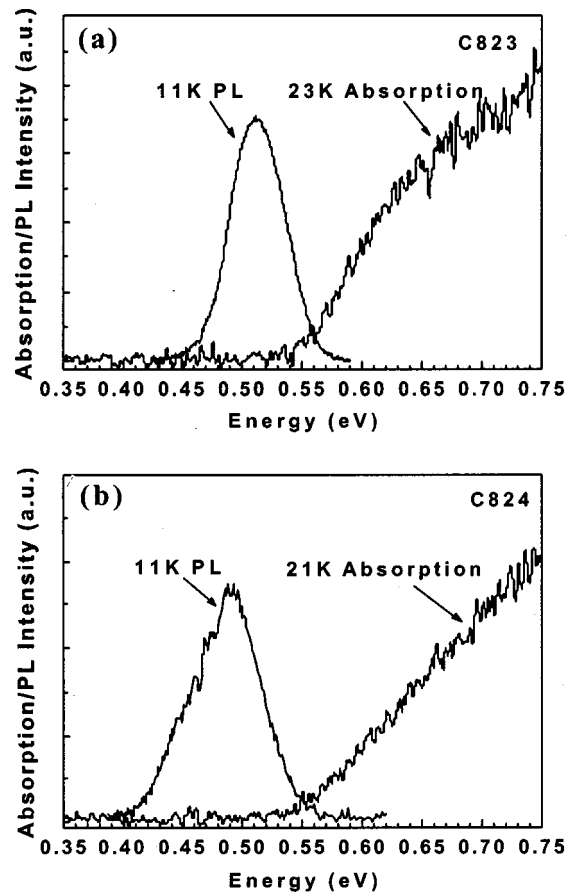 (a)
C823
11K PL
23K Absorption
Absorption/PL Intensity (a.u.)
0.35 0.40 0.45 0.50 0.55 0.60 0.65 0.70 0.75
Energy (eV)
(b)
C824
11K PL
21K Absorption
Absorption/PL Intensity (a.u.)
0.35 0.40 0.45 0.50 0.55 0.60 0.65 0.70 0.75
Energy (eV)